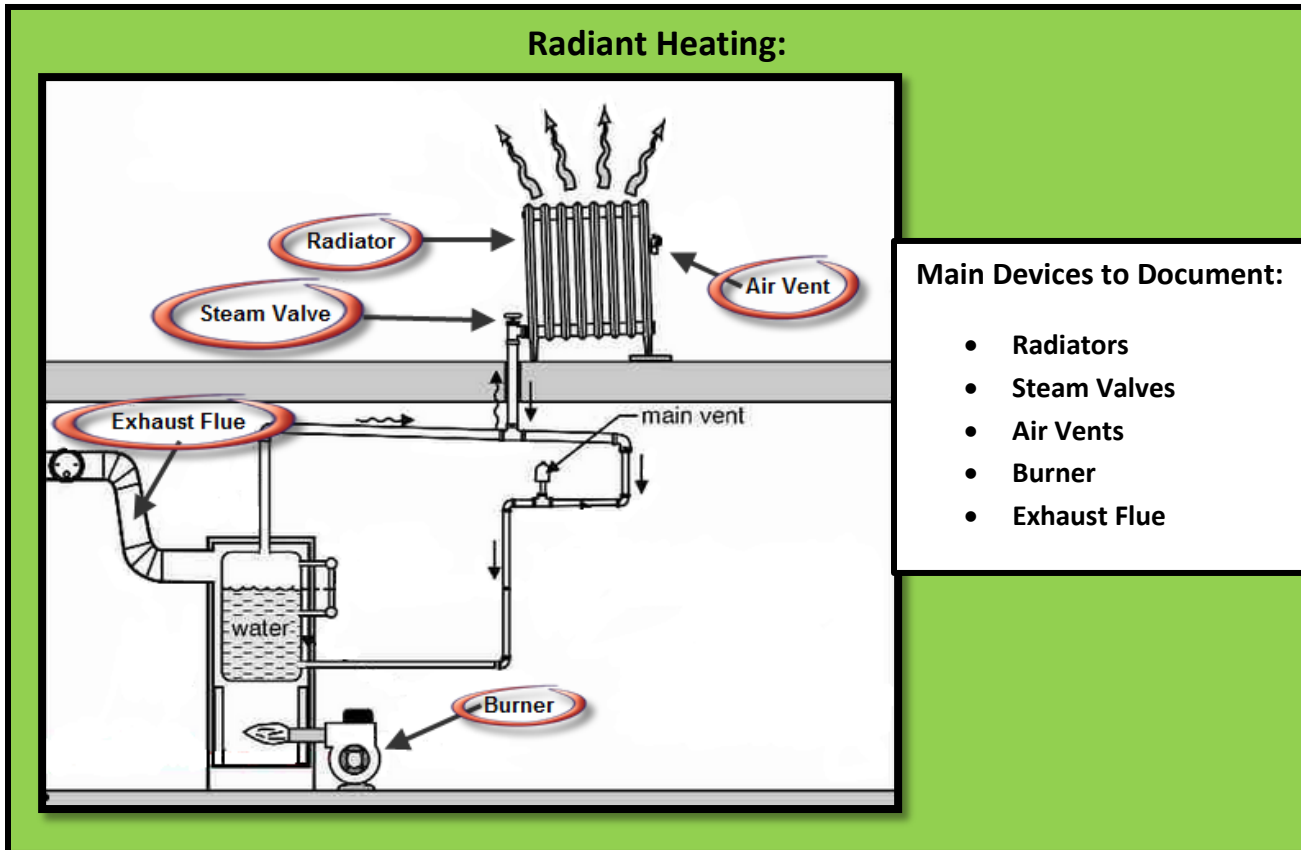 Radiant Heating:
Radiator
Air Vent
Steam Valve
Exhaust Flue
main vent
water
Burner
Main Devices to Document:
• Radiators
• Steam Valves
• Air Vents
• Burner
• Exhaust Flue